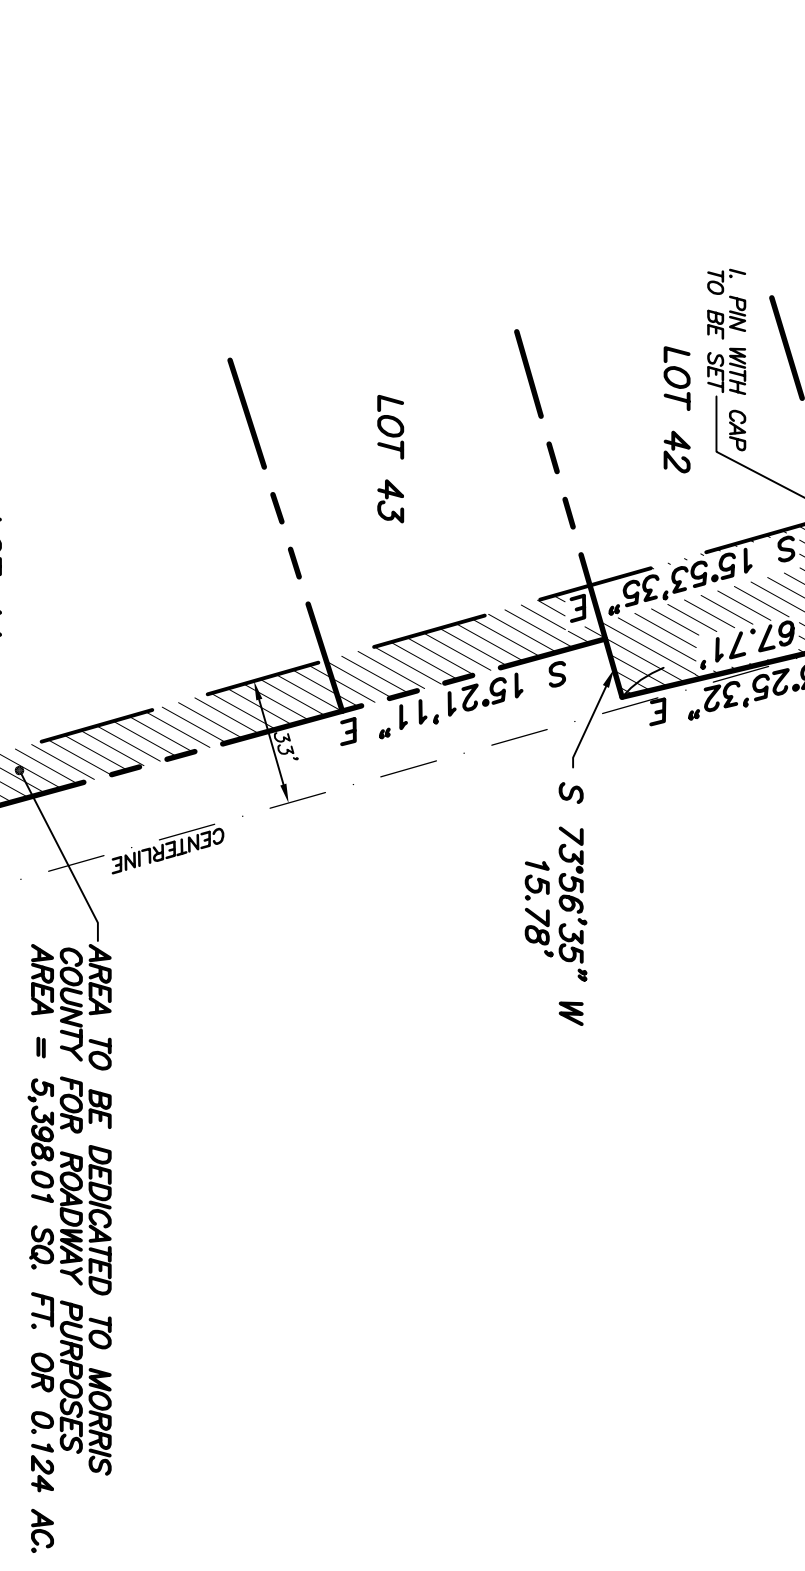 I. PIN WITH CAP
TO BE SET
LOT 42
LOT 43
S 15°53'35" E
67.71'
°25'32" E
S 15°21'11" E
33'
CENTERLINE
S 73°56'35" W
15.78'
AREA TO BE DEDICATED TO MORRIS
COUNTY FOR ROADWAY PURPOSES
AREA = 5,398.01 SQ. FT. OR 0.124 AC.